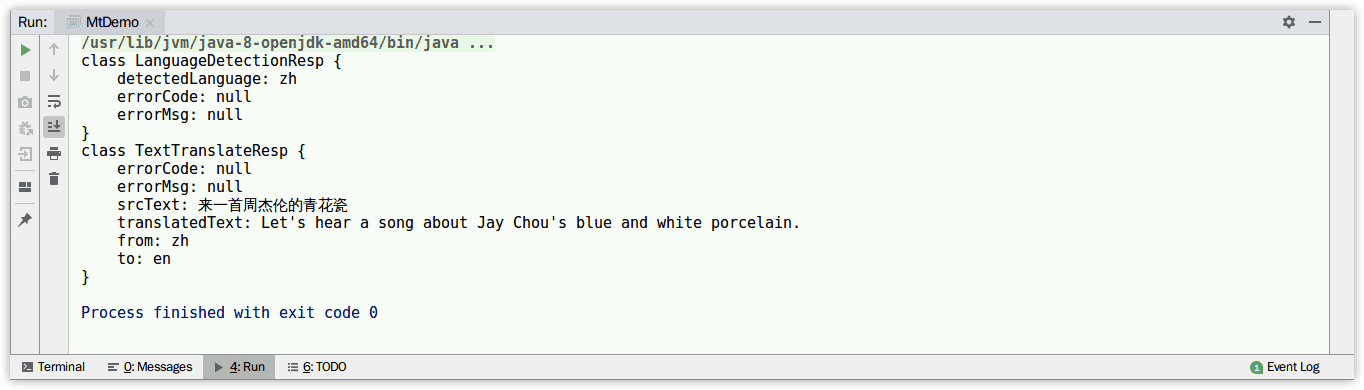 Run: MtDemo
/usr/lib/jvm/java-8-openjdk-amd64/bin/java ...
class LanguageDetectionResp {
    detectedLanguage: zh
    errorCode: null
    errorMsg: null
}
class TextTranslateResp {
    errorCode: null
    errorMsg: null
    srcText: 来一首周杰伦的青花瓷
    translatedText: Let's hear a song about Jay Chou's blue and white porcelain.
    from: zh
    to: en
}
Process finished with exit code 0
Terminal 0: Messages 4: Run 6: TODO 1 Event Log